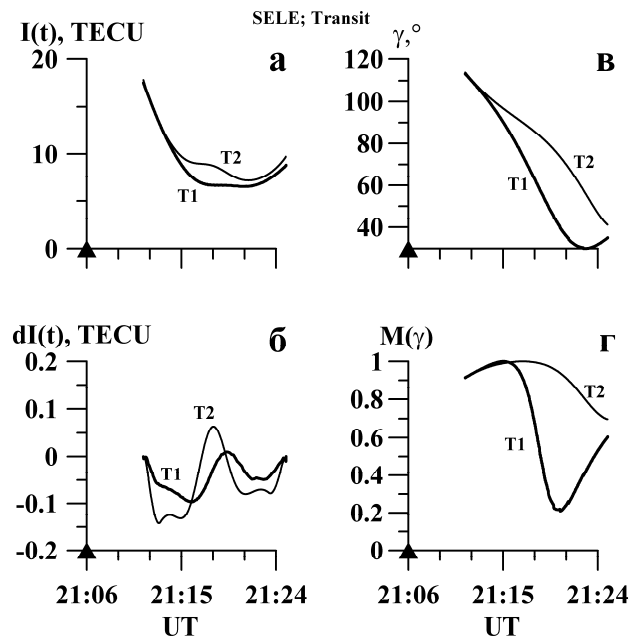 SELE; Transit
I(t), TECU
а
20
10
0
T2
T1
γ,°
в
120
100
80
60
40
T2
T1
dI(t), TECU
б
0.2
0.1
0
-0.1
-0.2
T2
T1
21:06 21:15 21:24
UT
M(γ)
г
1
0.8
0.6
0.4
0.2
0
T2
T1
21:06 21:15 21:24
UT